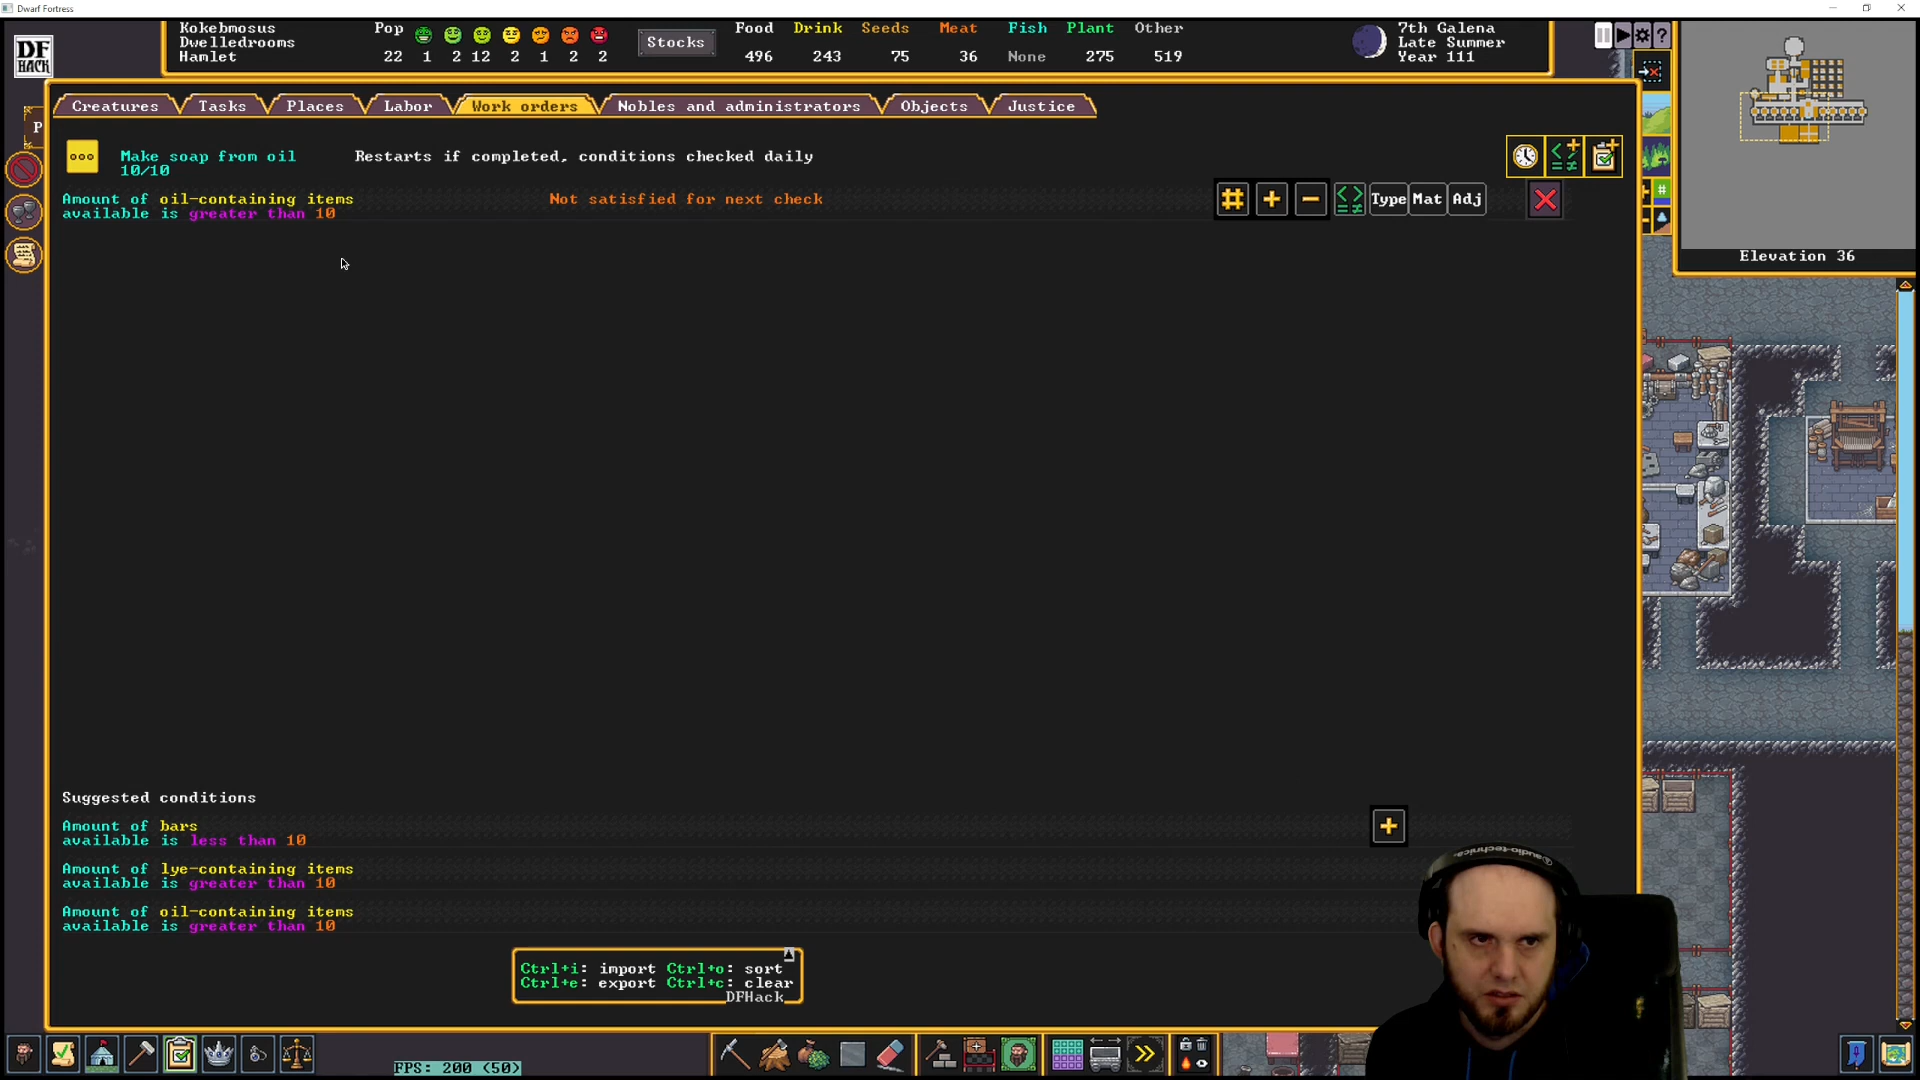 Dwarf Fortress
DF HACK
Kokebmosus
Dwelledrooms
Hamlet
Pop
22 1 2 12 2 1 2 2
Stocks
Food Drink Seeds Meat Fish Plant Other
496 243 75 36 None 275 519
7th Galena
Late Summer
Year 111
Elevation 36
P
Creatures Tasks Places Labor Work orders Nobles and administrators Objects Justice
Make soap from oil Restarts if completed, conditions checked daily
10/10
Amount of oil-containing items Not satisfied for next check
available is greater than 10
Type Mat Adj
Suggested conditions
Amount of bars
available is less than 10
Amount of lye-containing items
available is greater than 10
Amount of oil-containing items
available is greater than 10
Ctrl+i: import Ctrl+o: sort
Ctrl+e: export Ctrl+c: clear
DFHack
FPS: 200 (50)
audio-technica